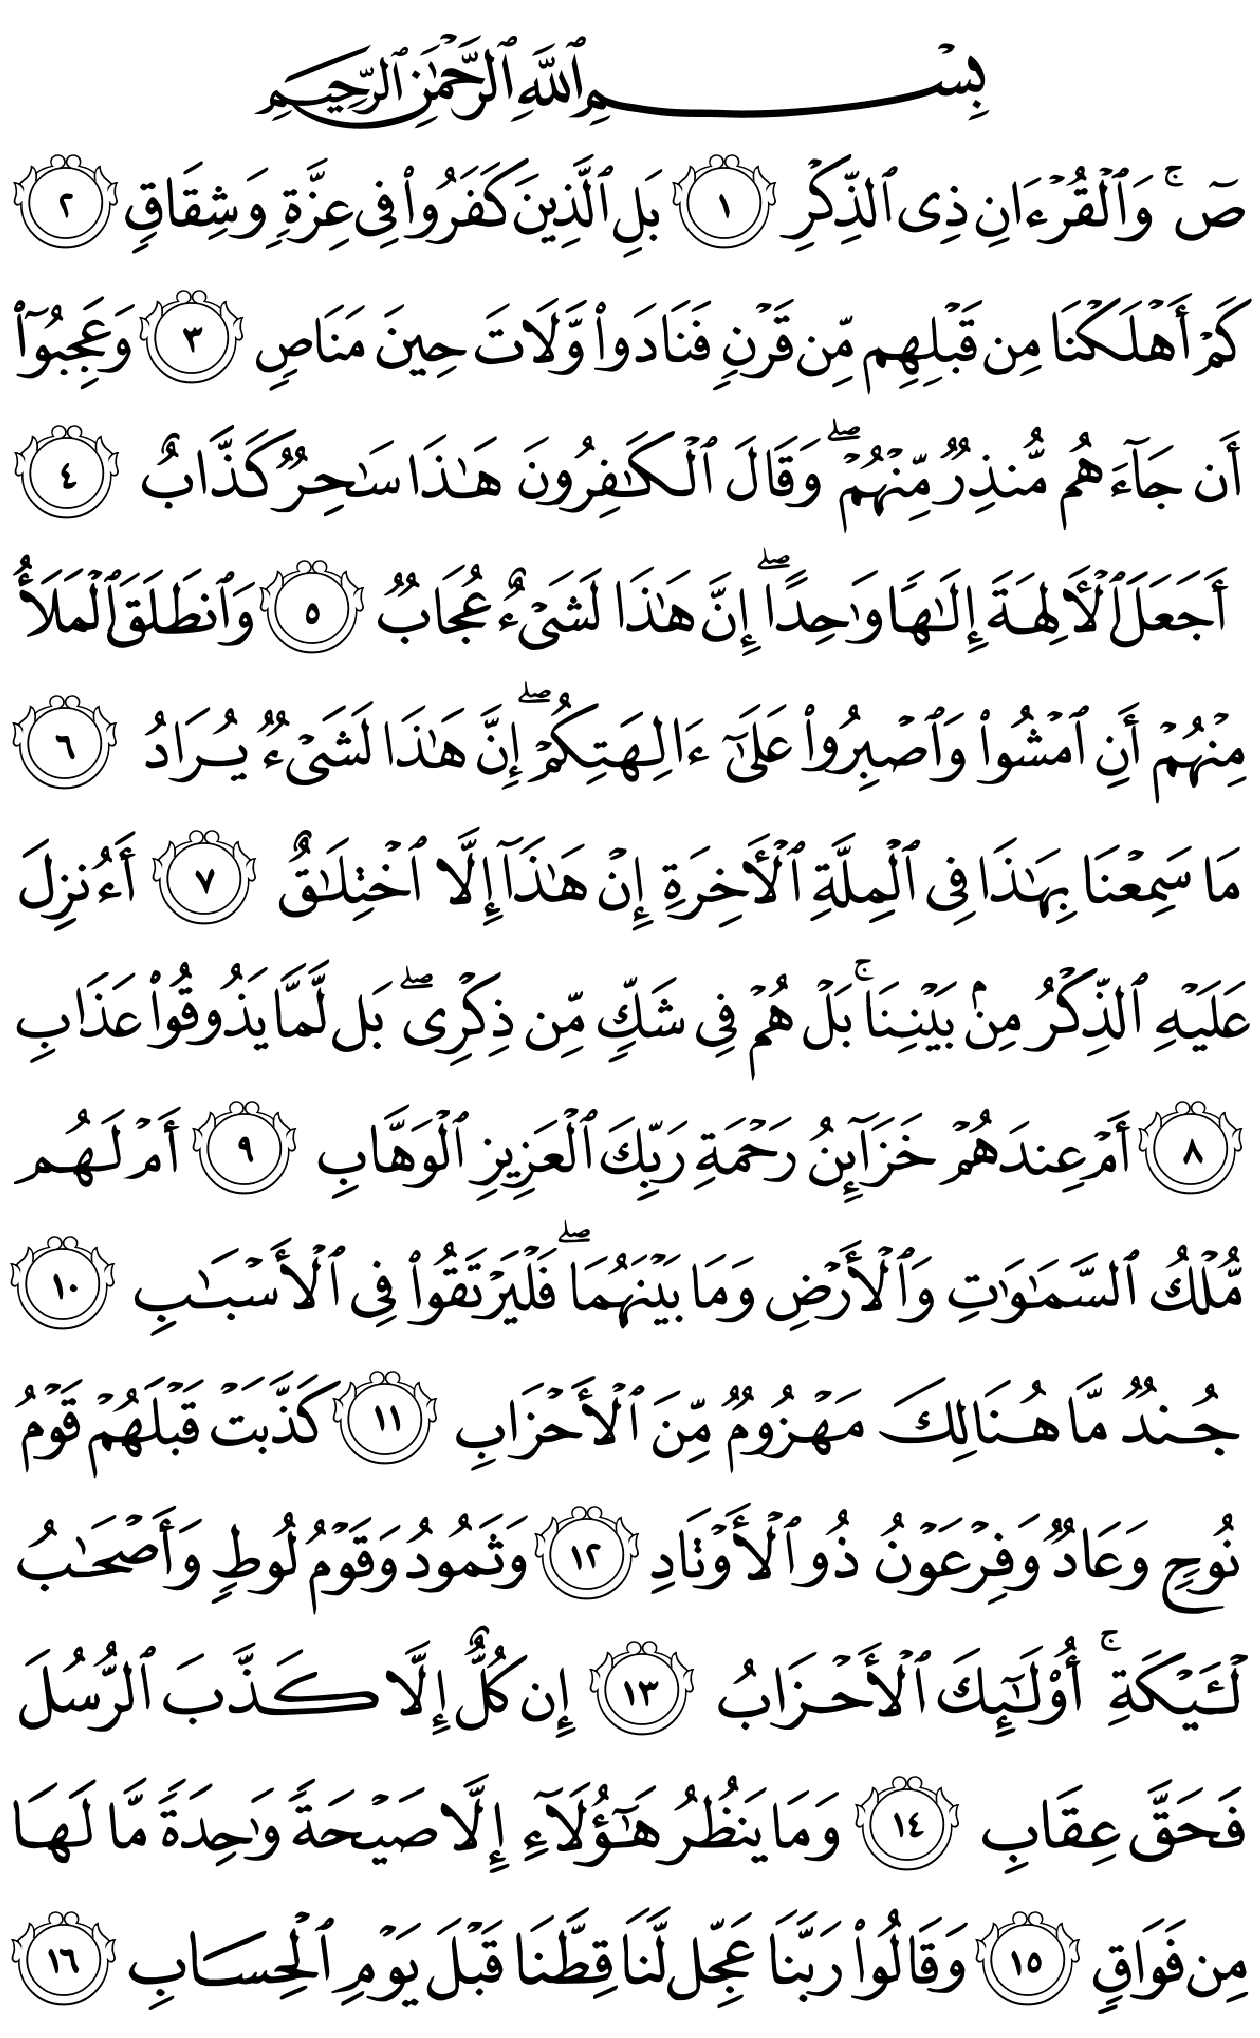 بِسْمِ ٱللَّهِ ٱلرَّحْمَٰنِ ٱلرَّحِيمِ
صٓ ۚ وَٱلْقُرْءَانِ ذِى ٱلذِّكْرِ ١ بَلِ ٱلَّذِينَ كَفَرُوا۟ فِى عِزَّةٍ وَشِقَاقٍ ٢
كَمْ أَهْلَكْنَا مِن قَبْلِهِم مِّن قَرْنٍ فَنَادَوا۟ وَّلَاتَ حِينَ مَنَاصٍ ٣ وَعَجِبُوٓا۟
أَن جَآءَهُم مُّنذِرٌ مِّنْهُمْ ۖ وَقَالَ ٱلْكَٰفِرُونَ هَٰذَا سَٰحِرٌ كَذَّابٌ ٤
أَجَعَلَ ٱلْأَلِهَةَ إِلَٰهًا وَٰحِدًا ۖ إِنَّ هَٰذَا لَشَىْءٌ عُجَابٌ ٥ وَٱنطَلَقَ ٱلْمَلَأُ
مِنْهُمْ أَنِ ٱمْشُوا۟ وَٱصْبِرُوا۟ عَلَىٰٓ ءَالِهَتِكُمْ ۖ إِنَّ هَٰذَا لَشَىْءٌ يُرَادُ ٦
مَا سَمِعْنَا بِهَٰذَا فِى ٱلْمِلَّةِ ٱلْأَخِرَةِ إِنْ هَٰذَآ إِلَّا ٱخْتِلَٰقٌ ٧ أَءُنزِلَ
عَلَيْهِ ٱلذِّكْرُ مِنۢ بَيْنِنَا ۚ بَلْ هُمْ فِى شَكٍّ مِّن ذِكْرِى ۖ بَل لَّمَّا يَذُوقُوا۟ عَذَابِ
٨ أَمْ عِندَهُمْ خَزَآئِنُ رَحْمَةِ رَبِّكَ ٱلْعَزِيزِ ٱلْوَهَّابِ ٩ أَمْ لَهُم
مُّلْكُ ٱلسَّمَٰوَٰتِ وَٱلْأَرْضِ وَمَا بَيْنَهُمَا ۖ فَلْيَرْتَقُوا۟ فِى ٱلْأَسْبَٰبِ ١٠
جُندٌ مَّا هُنَالِكَ مَهْزُومٌ مِّنَ ٱلْأَحْزَابِ ١١ كَذَّبَتْ قَبْلَهُمْ قَوْمُ
نُوحٍ وَعَادٌ وَفِرْعَوْنُ ذُو ٱلْأَوْتَادِ ١٢ وَثَمُودُ وَقَوْمُ لُوطٍ وَأَصْحَٰبُ
لْـَٔيْكَةِ ۚ أُو۟لَٰٓئِكَ ٱلْأَحْزَابُ ١٣ إِن كُلٌّ إِلَّا كَذَّبَ ٱلرُّسُلَ
فَحَقَّ عِقَابِ ١٤ وَمَا يَنظُرُ هَٰٓؤُلَآءِ إِلَّا صَيْحَةً وَٰحِدَةً مَّا لَهَا
مِن فَوَاقٍ ١٥ وَقَالُوا۟ رَبَّنَا عَجِّل لَّنَا قِطَّنَا قَبْلَ يَوْمِ ٱلْحِسَابِ ١٦